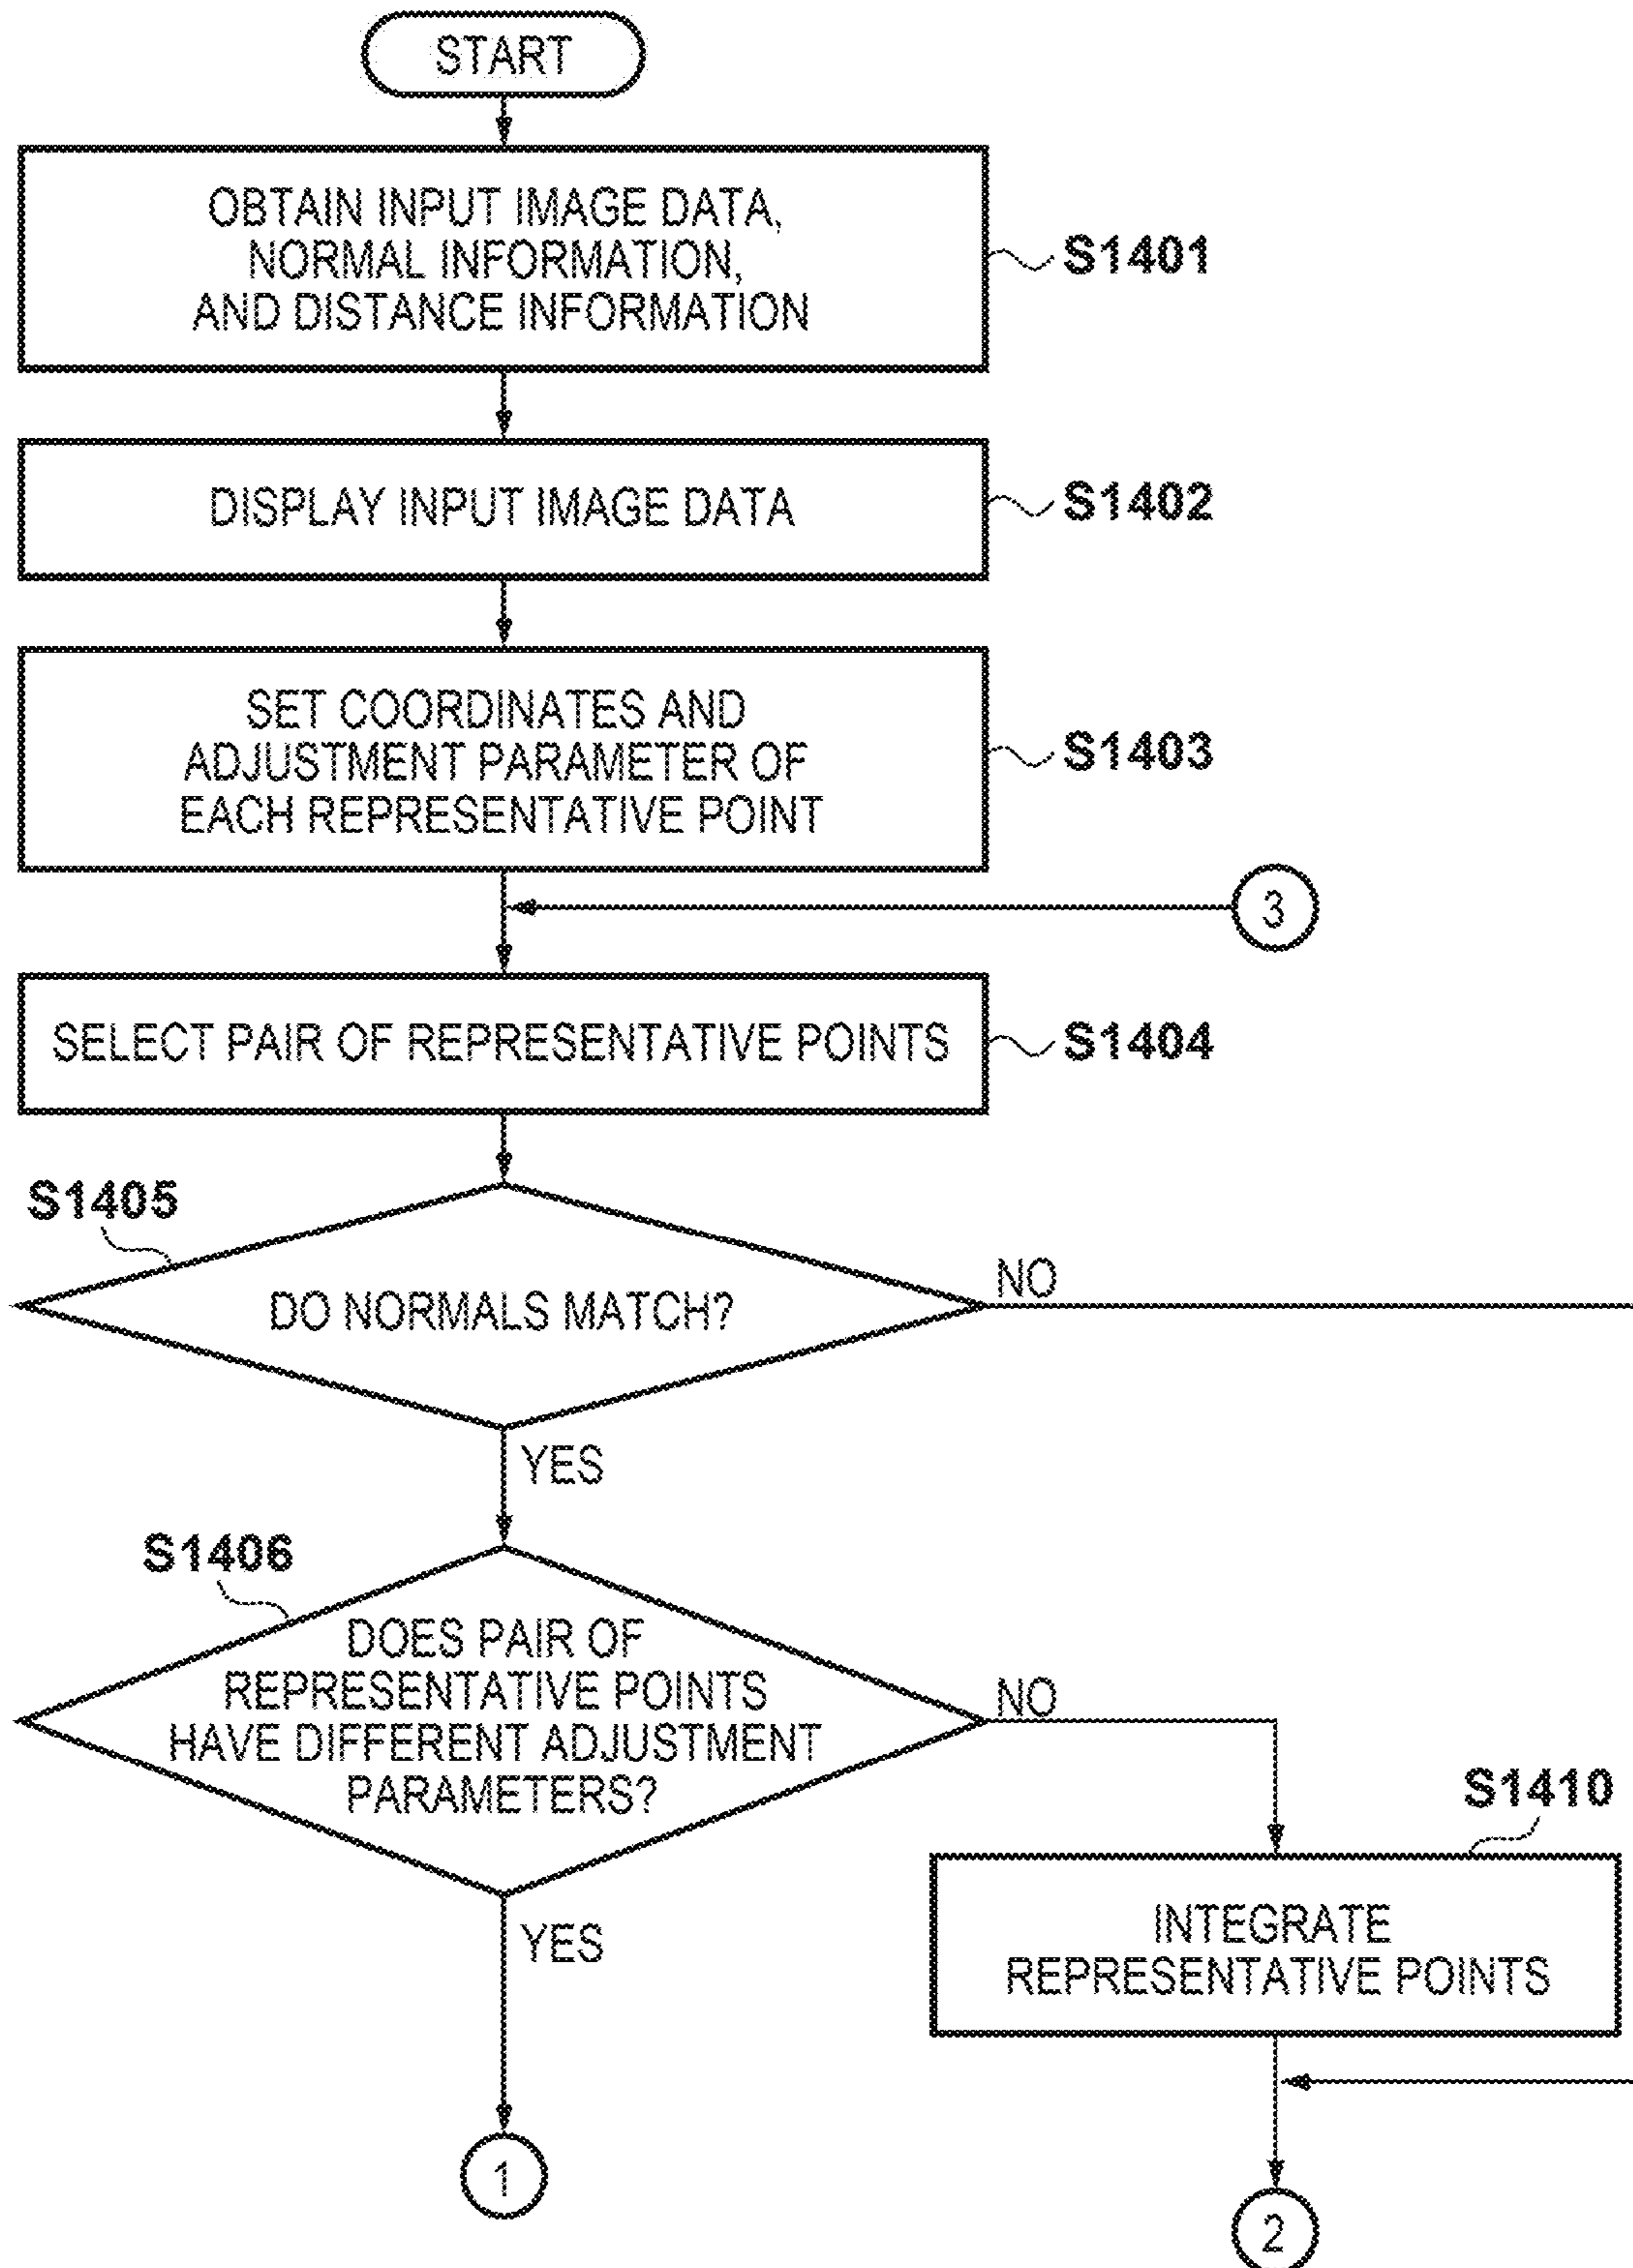 START
OBTAIN INPUT IMAGE DATA,
NORMAL INFORMATION,
AND DISTANCE INFORMATION
S1401
DISPLAY INPUT IMAGE DATA
S1402
SET COORDINATES AND
ADJUSTMENT PARAMETER OF
EACH REPRESENTATIVE POINT
S1403
3
SELECT PAIR OF REPRESENTATIVE POINTS
S1404
S1405
DO NORMALS MATCH?
NO
YES
S1406
DOES PAIR OF
REPRESENTATIVE POINTS
HAVE DIFFERENT ADJUSTMENT
PARAMETERS?
NO
YES
S1410
INTEGRATE
REPRESENTATIVE POINTS
1
2